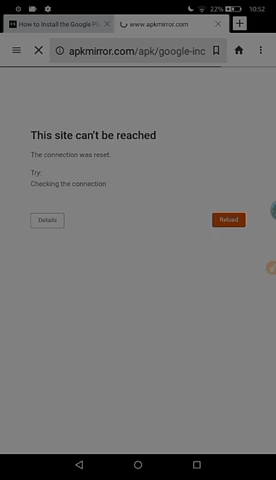 22% 10:52
How to Install the Google Pl
www.apkmirror.com
apkmirror.com/apk/google-inc
This site can't be reached
The connection was reset.
Try:
Checking the connection
Details
Reload